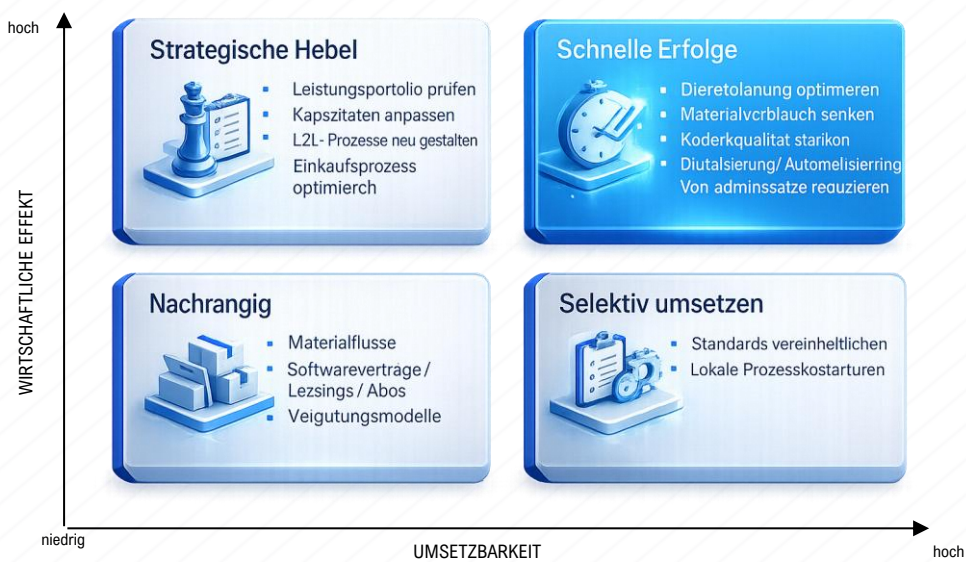 hoch
Strategische Hebel
Leistungsportolio prüfen
Kapszitaten anpassen
L2L- Prozesse neu gestalten
Einkaufsprozess
optimierch
Schnelle Erfolge
Dieretolanung optimeren
Materialvcrblauch senken
Koderkqualitat starikon
Diutalsierung/ Automelisierring
Von adminssatze reauzieren
WIRTSCHAFTLICHE EFFEKT
Nachrangig
Materialflusse
Softwareverträge /
Lezsings / Abos
Veigutungsmodelle
Selektiv umsetzen
Standards vereinheltlichen
Lokale Prozesskostarturen
niedrig
UMSETZBARKEIT
hoch